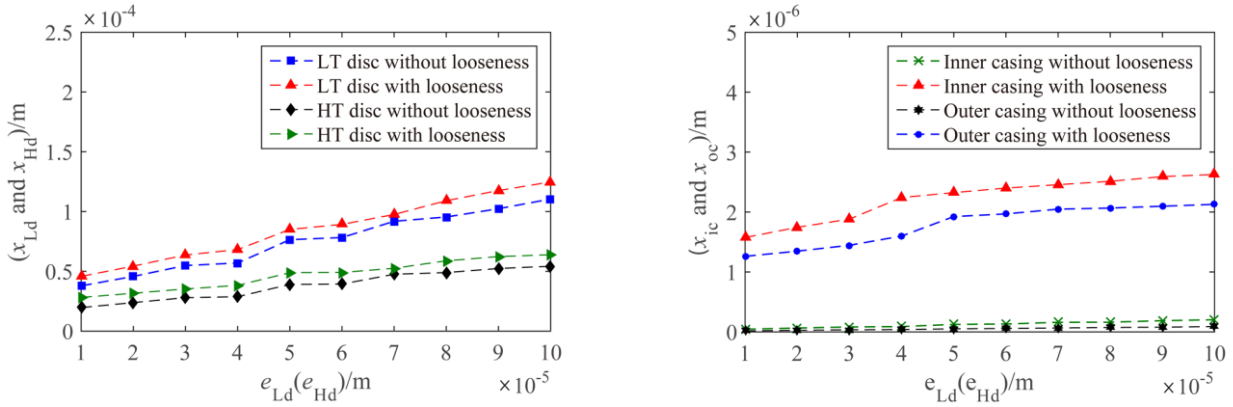 ×10⁻⁴
2.5
2
1.5
1
0.5
0
(x_Ld and x_Hd)/m
LT disc without looseness
LT disc with looseness
HT disc without looseness
HT disc with looseness
1 2 3 4 5 6 7 8 9 10
e_Ld(e_Hd)/m
×10⁻⁵
×10⁻⁶
5
4
3
2
1
0
(x_ic and x_oc)/m
Inner casing without looseness
Inner casing with looseness
Outer casing without looseness
Outer casing with looseness
1 2 3 4 5 6 7 8 9 10
e_Ld(e_Hd)/m
×10⁻⁵